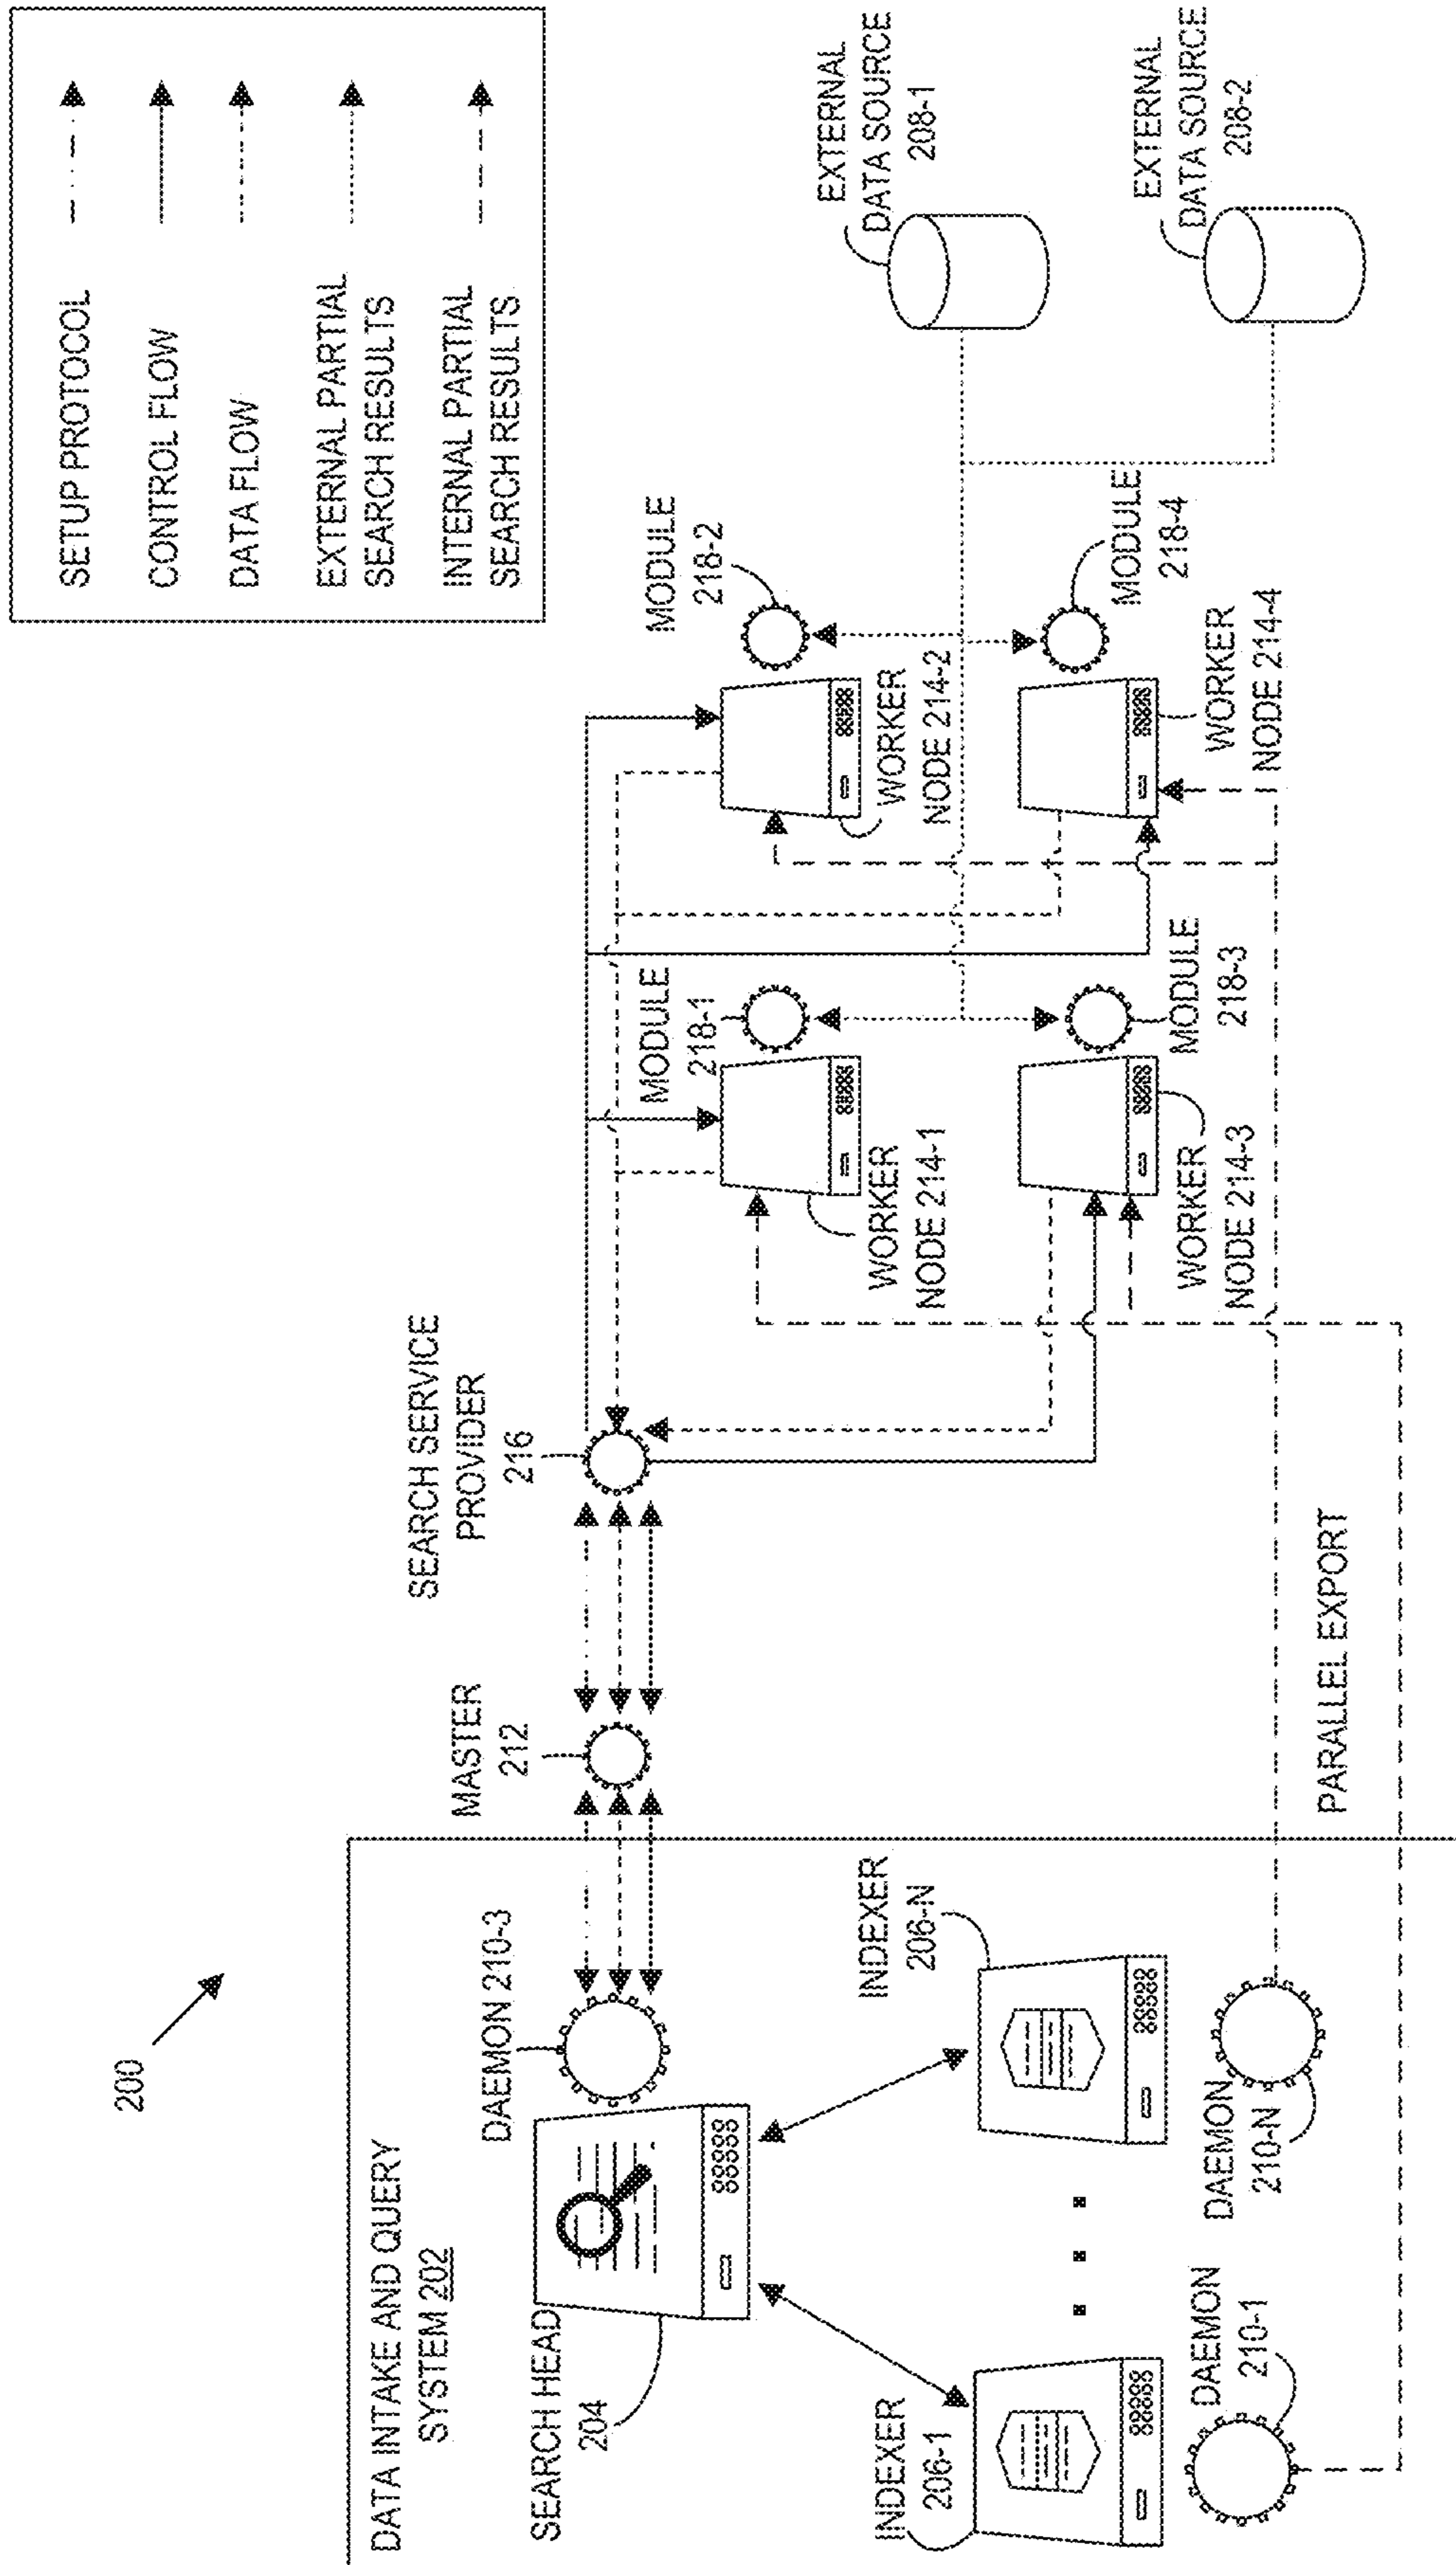 200
DATA INTAKE AND QUERY
SYSTEM 202
SEARCH HEAD
204
DAEMON 210-3
INDEXER
206-1
INDEXER
206-N
DAEMON
210-1
DAEMON
210-N
MASTER
212
SEARCH SERVICE
PROVIDER
216
PARALLEL EXPORT
WORKER
NODE 214-1
MODULE
218-1
WORKER
NODE 214-3
MODULE
218-3
WORKER
NODE 214-2
MODULE
218-2
WORKER
NODE 214-4
MODULE
218-4
EXTERNAL
DATA SOURCE
208-1
EXTERNAL
DATA SOURCE
208-2
SETUP PROTOCOL
CONTROL FLOW
DATA FLOW
EXTERNAL PARTIAL
SEARCH RESULTS
INTERNAL PARTIAL
SEARCH RESULTS